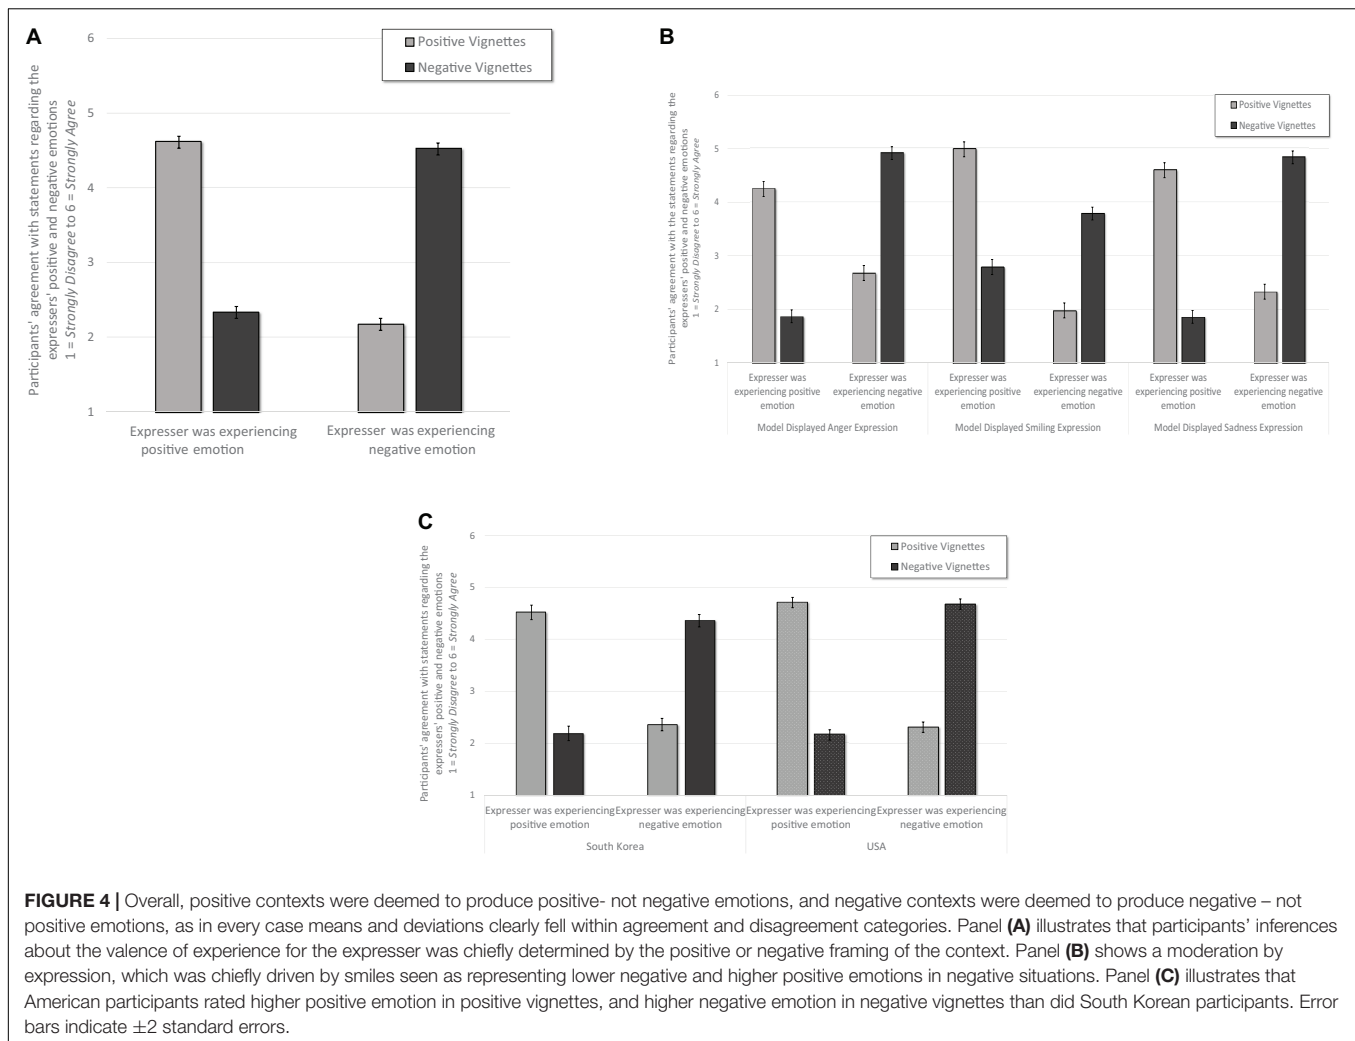 A
6
5
4
3
2
1
Participants' agreement with statements regarding the
expressers' positive and negative emotions
1 = Strongly Disagree to 6 = Strongly Agree
Positive Vignettes
Negative Vignettes
Expresser was experiencing
positive emotion
Expresser was experiencing
negative emotion
B
6
5
4
3
2
1
Participants' agreement with the statements regarding the
expressers' positive and negative emotions
1 = Strongly Disagree to 6 = Strongly Agree
Positive Vignettes
Negative Vignettes
Expresser was
experiencing positive
emotion
Expresser was
experiencing negative
emotion
Expresser was
experiencing positive
emotion
Expresser was
experiencing negative
emotion
Expresser was
experiencing positive
emotion
Expresser was
experiencing negative
emotion
Model Displayed Anger Expression
Model Displayed Smiling Expression
Model Displayed Sadness Expression
C
6
5
4
3
2
1
Participants' agreement with statements regarding the
expressers' positive and negative emotions
1 = Strongly Disagree to 6 = Strongly Agree
Positive Vignettes
Negative Vignettes
Expresser was experiencing
positive emotion
Expresser was experiencing
negative emotion
Expresser was experiencing
positive emotion
Expresser was experiencing
negative emotion
South Korea
USA
FIGURE 4 | Overall, positive contexts were deemed to produce positive- not negative emotions, and negative contexts were deemed to produce negative – not
positive emotions, as in every case means and deviations clearly fell within agreement and disagreement categories. Panel (A) illustrates that participants' inferences
about the valence of experience for the expresser was chiefly determined by the positive or negative framing of the context. Panel (B) shows a moderation by
expression, which was chiefly driven by smiles seen as representing lower negative and higher positive emotions in negative situations. Panel (C) illustrates that
American participants rated higher positive emotion in positive vignettes, and higher negative emotion in negative vignettes than did South Korean participants. Error
bars indicate ±2 standard errors.